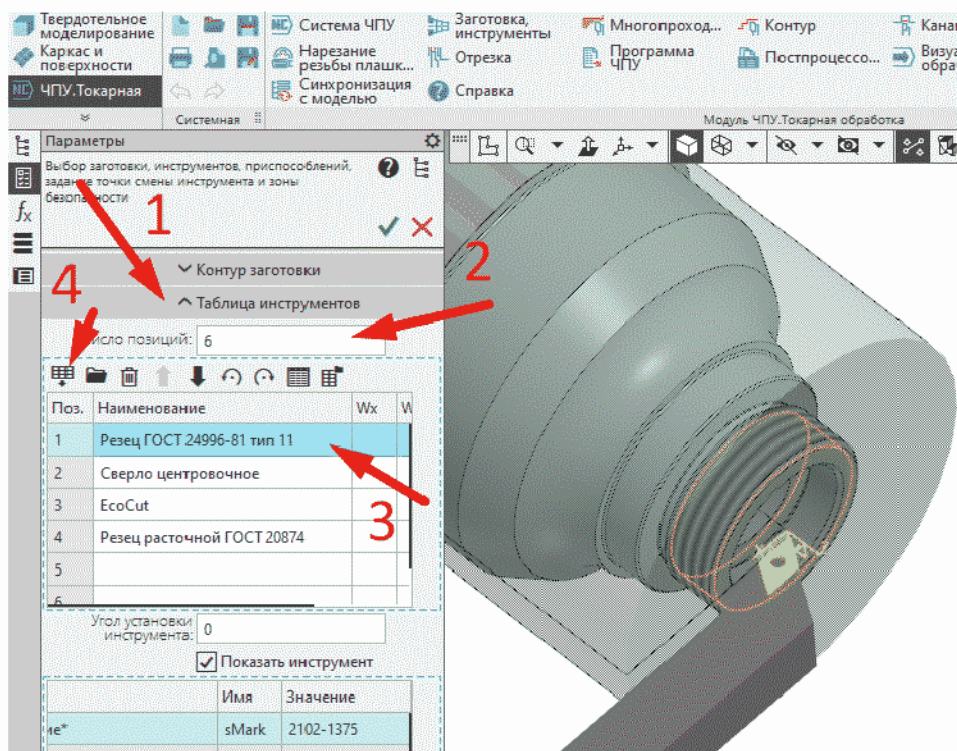 Твердотельное моделирование
Каркас и поверхности
ЧПУ.Токарная
Системная
Система ЧПУ
Нарезание резьбы плашк...
Синхронизация с моделью
Заготовка, инструменты
Отрезка
Справка
Многопроход...
Программа ЧПУ
Контур
Постпроцессо...
Модуль ЧПУ.Токарная обработка
Параметры
Выбор заготовки, инструментов, приспособлений,
задание точки смены инструмента и зоны
безопасности
1
2
4
Контур заготовки
Таблица инструментов
исло позиций: 6
Поз. Наименование Wx W
1 Резец ГОСТ 24996-81 тип 11
2 Сверло центровочное
3 EcoCut
3
4 Резец расточной ГОСТ 20874
5
6
Угол установки
инструмента: 0
Показать инструмент
Имя Значение
ие* sMark 2102-1375